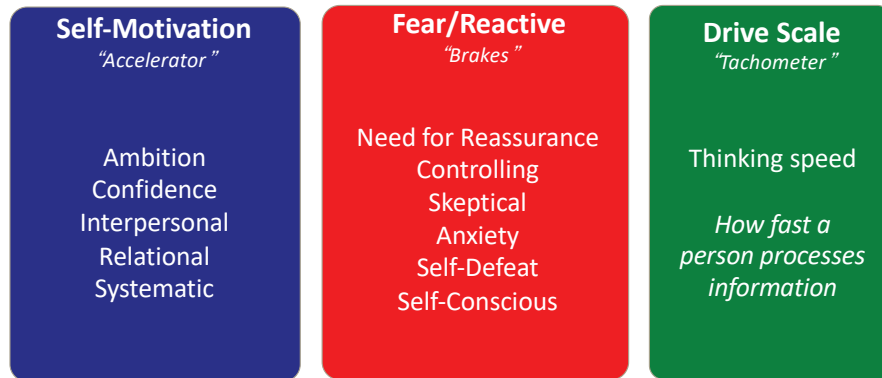 Self-Motivation
“Accelerator”
Ambition
Confidence
Interpersonal
Relational
Systematic
Fear/Reactive
“Brakes”
Need for Reassurance
Controlling
Skeptical
Anxiety
Self-Defeat
Self-Conscious
Drive Scale
“Tachometer”
Thinking speed
How fast a
person processes
information